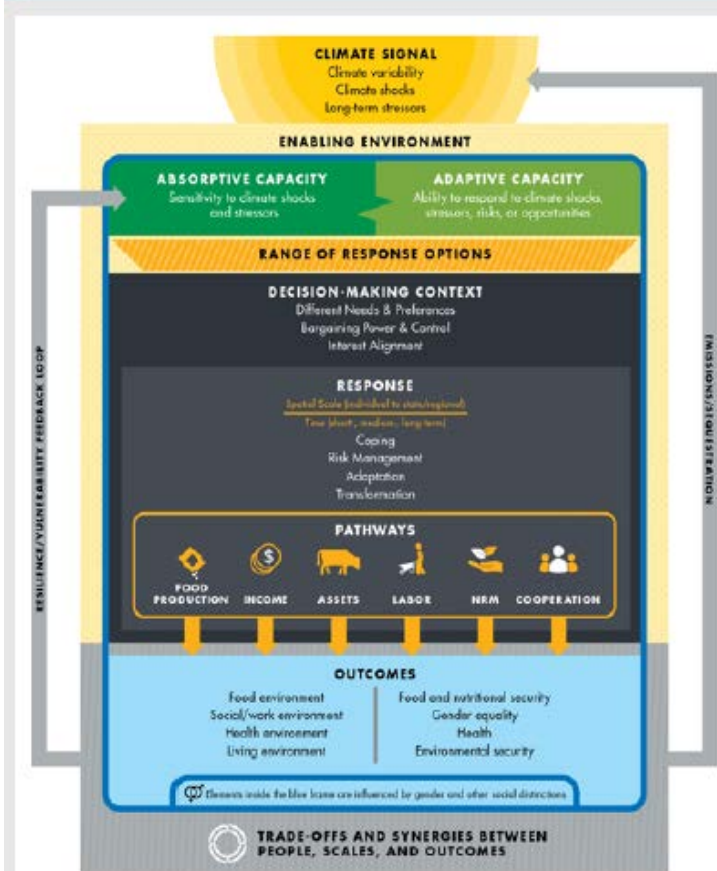 CLIMATE SIGNAL
Climate variability
Climate shocks
Long-term stressors
ENABLING ENVIRONMENT
ABSORPTIVE CAPACITY
Sensitivity to climate shocks
and stressors
ADAPTIVE CAPACITY
Ability to respond to climate shocks,
stressors, risks, or opportunities
RANGE OF RESPONSE OPTIONS
DECISION-MAKING CONTEXT
Different Needs & Preferences
Bargaining Power & Control
Interest Alignment
RESPONSE
Spatial Scale (individual to state/regional)
Time (short-, medium-, long-term)
Coping
Risk Management
Adaptation
Transformation
PATHWAYS
FOOD
PRODUCTION
INCOME
ASSETS
LABOR
NRM
COOPERATION
OUTCOMES
Food environment
Social/work environment
Health environment
Living environment
Food and nutritional security
Gender equality
Health
Environmental security
Elements inside the blue frame are influenced by gender and other social distinctions
TRADE-OFFS AND SYNERGIES BETWEEN
PEOPLE, SCALES, AND OUTCOMES
RESILIENCE/VULNERABILITY FEEDBACK LOOP
EMISSIONS/SEQUESTRATION